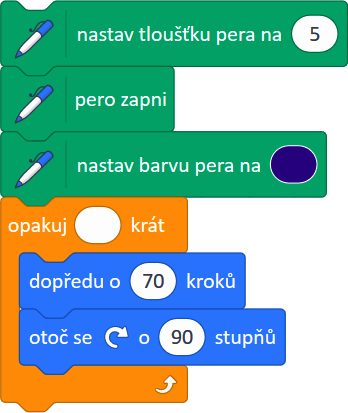 nastav tloušťku pera na 5
pero zapni
nastav barvu pera na
opakuj krát
dopředu o 70 kroků
otoč se o 90 stupňů